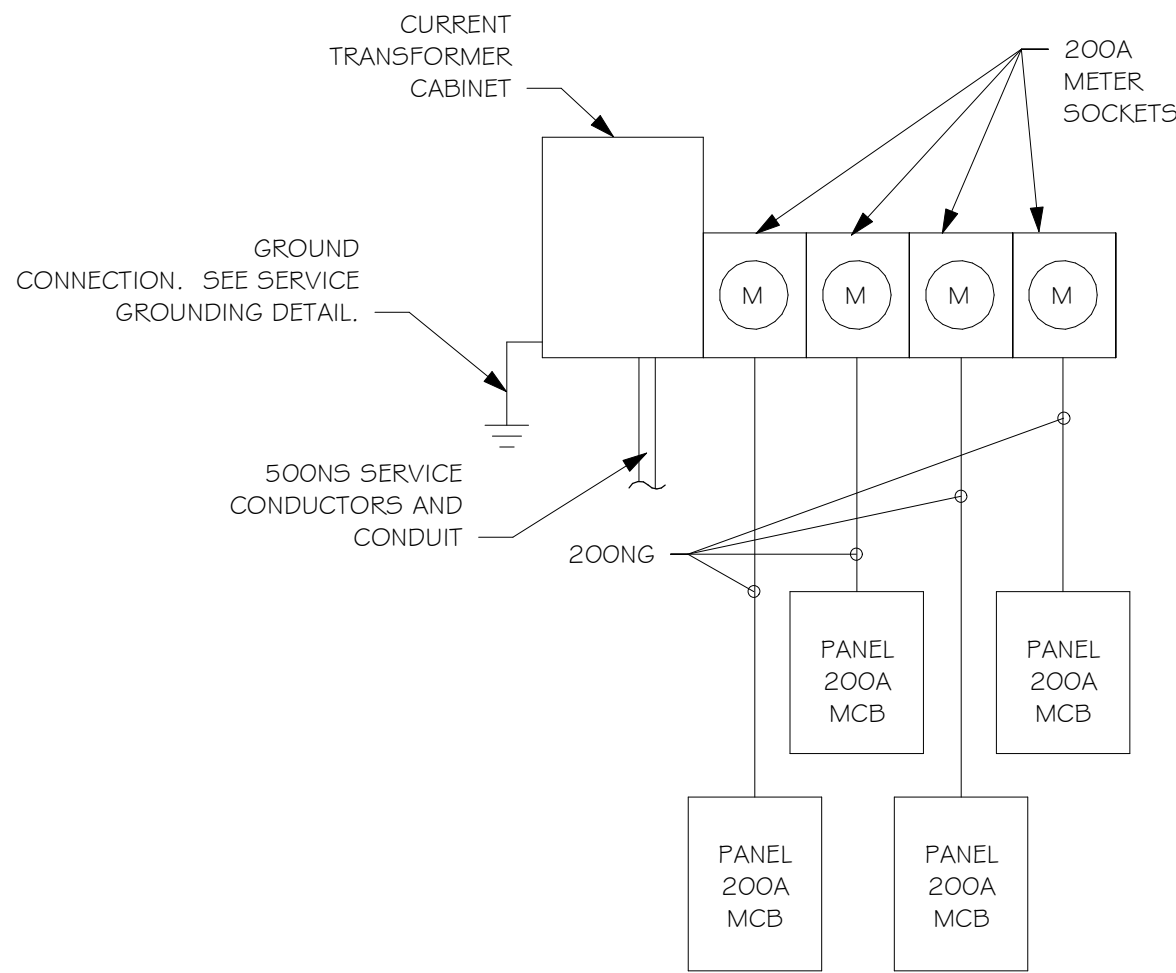 CURRENT
TRANSFORMER
CABINET
200A
METER
SOCKETS
GROUND
CONNECTION. SEE SERVICE
GROUNDING DETAIL.
M
M
M
M
500NS SERVICE
CONDUCTORS AND
CONDUIT
200NG
PANEL
200A
MCB
PANEL
200A
MCB
PANEL
200A
MCB
PANEL
200A
MCB